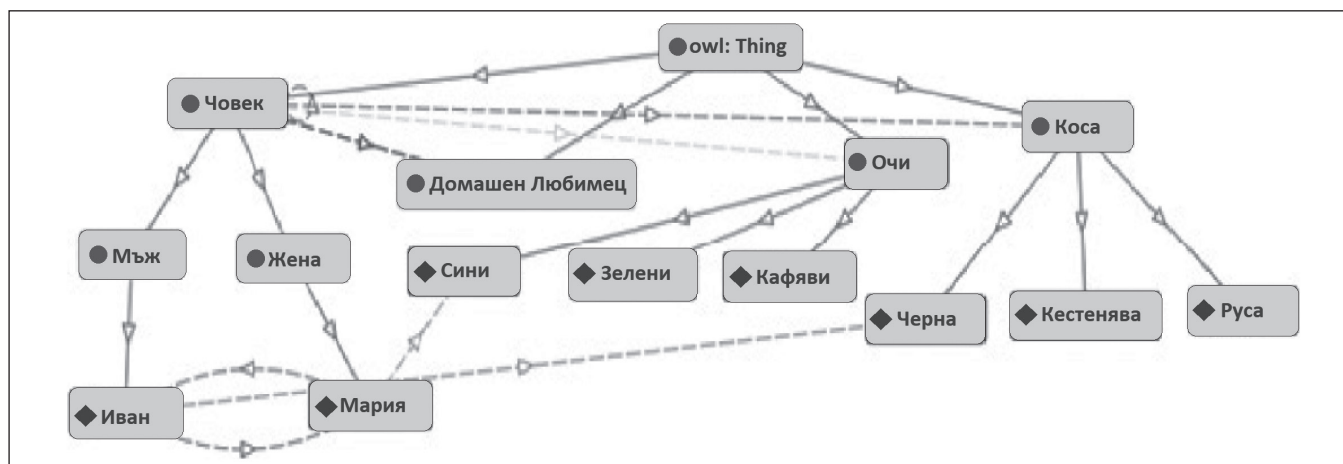 owl: Thing
Човек
Коса
Очи
Домашен Любимец
Мъж
Жена
Сини
Зелени
Кафяви
Черна
Кестенява
Руса
Иван
Мария